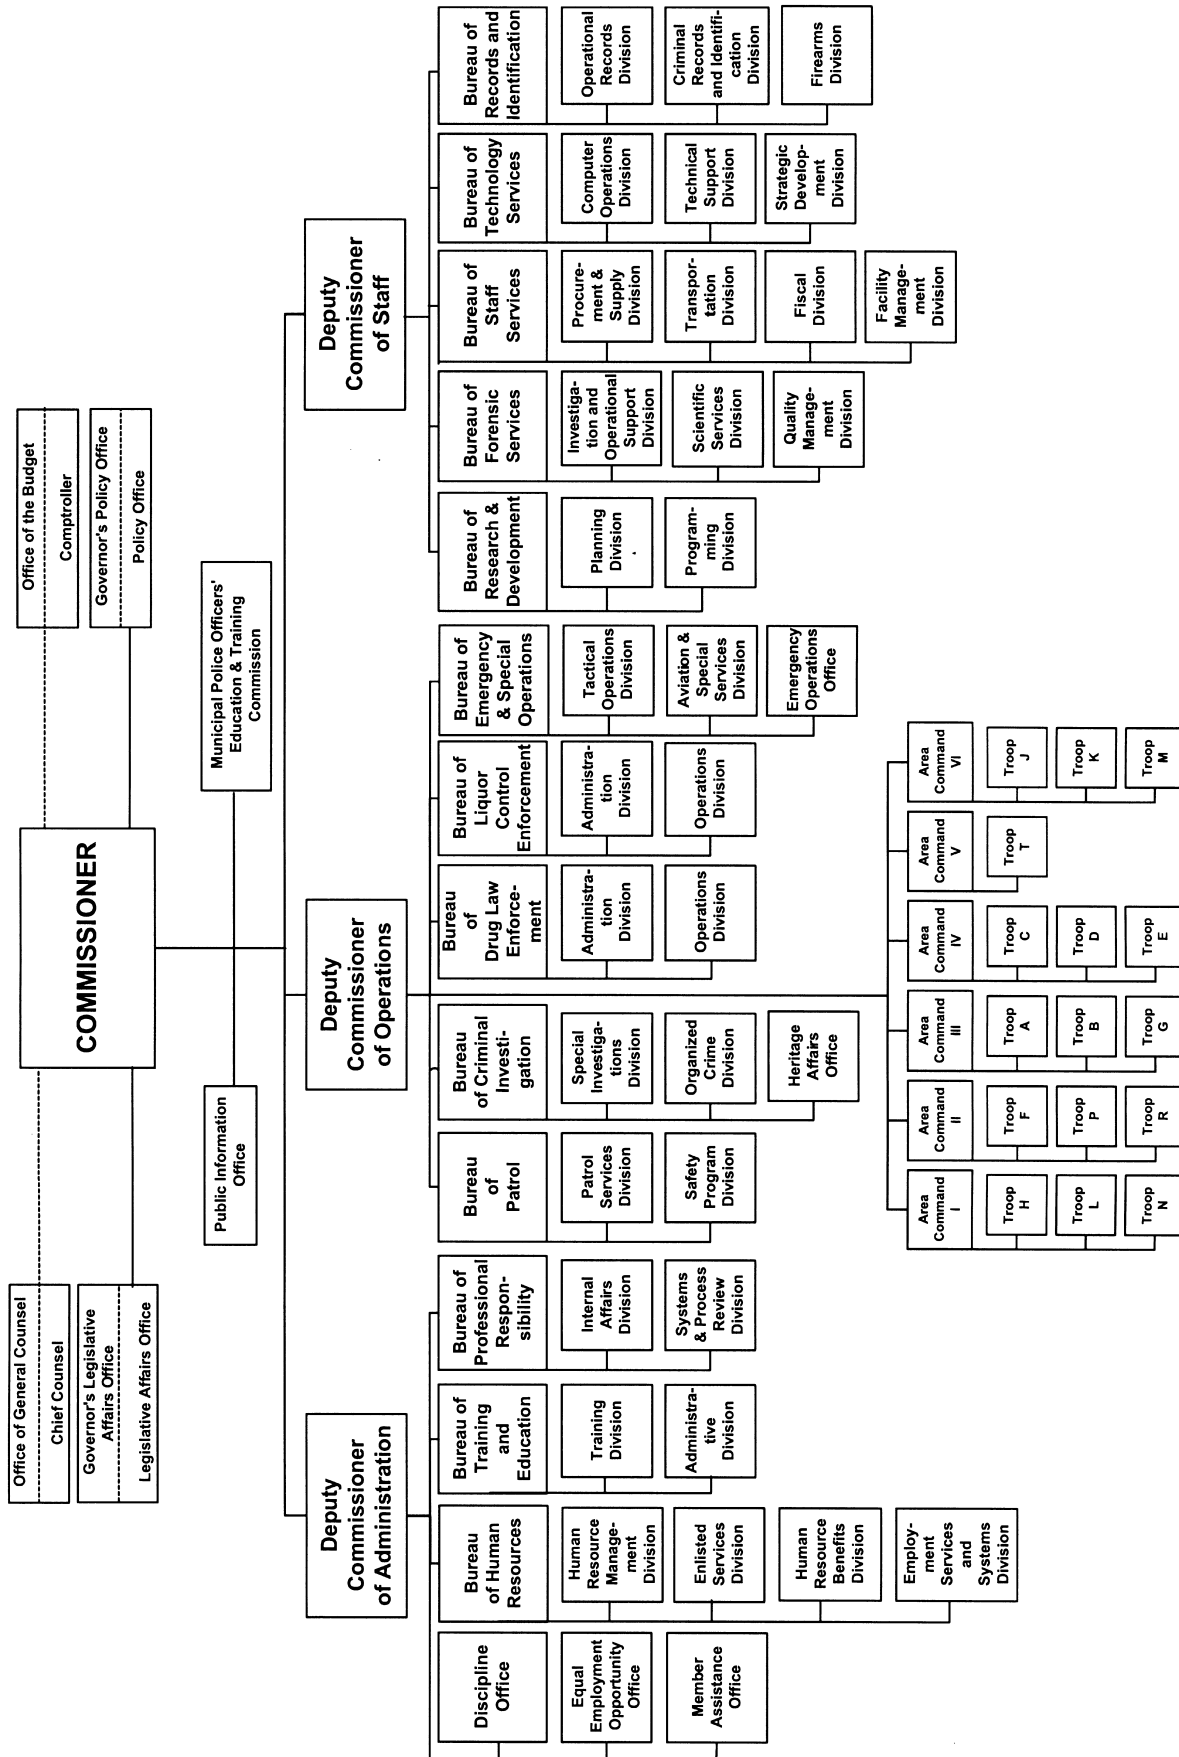 COMMISSIONER
Office of General Counsel
Chief Counsel
Governor's Legislative
Affairs Office
Legislative Affairs Office
Office of the Budget
Comptroller
Governor's Policy Office
Policy Office
Public Information
Office
Municipal Police Officers'
Education & Training
Commission
Deputy
Commissioner
of Administration
Deputy
Commissioner
of Operations
Deputy
Commissioner
of Staff
Discipline
Office
Equal
Employment
Opportunity
Office
Member
Assistance
Office
Bureau
of Human
Resources
Human
Resource
Manage-
ment
Division
Enlisted
Services
Division
Human
Resource
Benefits
Division
Employ-
ment
Services
and
Systems
Division
Bureau of
Training
and
Education
Training
Division
Administra-
tive
Division
Bureau of
Professional
Respon-
sibility
Internal
Affairs
Division
Systems
& Process
Review
Division
Bureau
of
Patrol
Patrol
Services
Division
Safety
Program
Division
Bureau
of Criminal
Investi-
gation
Special
Investiga-
tions
Division
Organized
Crime
Division
Heritage
Affairs
Office
Bureau
of
Drug Law
Enforce-
ment
Administra-
tion
Division
Operations
Division
Bureau of
Liquor
Control
Enforcement
Administra-
tion
Division
Operations
Division
Bureau of
Emergency
& Special
Operations
Tactical
Operations
Division
Aviation &
Special
Services
Division
Emergency
Operations
Office
Area
Command
I
Troop
H
Troop
L
Troop
N
Area
Command
II
Troop
F
Troop
P
Troop
R
Area
Command
III
Troop
A
Troop
B
Troop
G
Area
Command
IV
Troop
C
Troop
D
Troop
E
Area
Command
V
Troop
T
Area
Command
VI
Troop
J
Troop
K
Troop
M
Bureau of
Research &
Development
Planning
Division
Program-
ming
Division
Bureau of
Forensic
Services
Investiga-
tion and
Operational
Support
Division
Scientific
Services
Division
Quality
Manage-
ment
Division
Bureau of
Staff
Services
Procure-
ment &
Supply
Division
Transpor-
tation
Division
Fiscal
Division
Facility
Manage-
ment
Division
Bureau of
Technology
Services
Computer
Operations
Division
Technical
Support
Division
Strategic
Develop-
ment
Division
Bureau of
Records and
Identification
Operational
Records
Division
Criminal
Records
and Identifi-
cation
Division
Firearms
Division